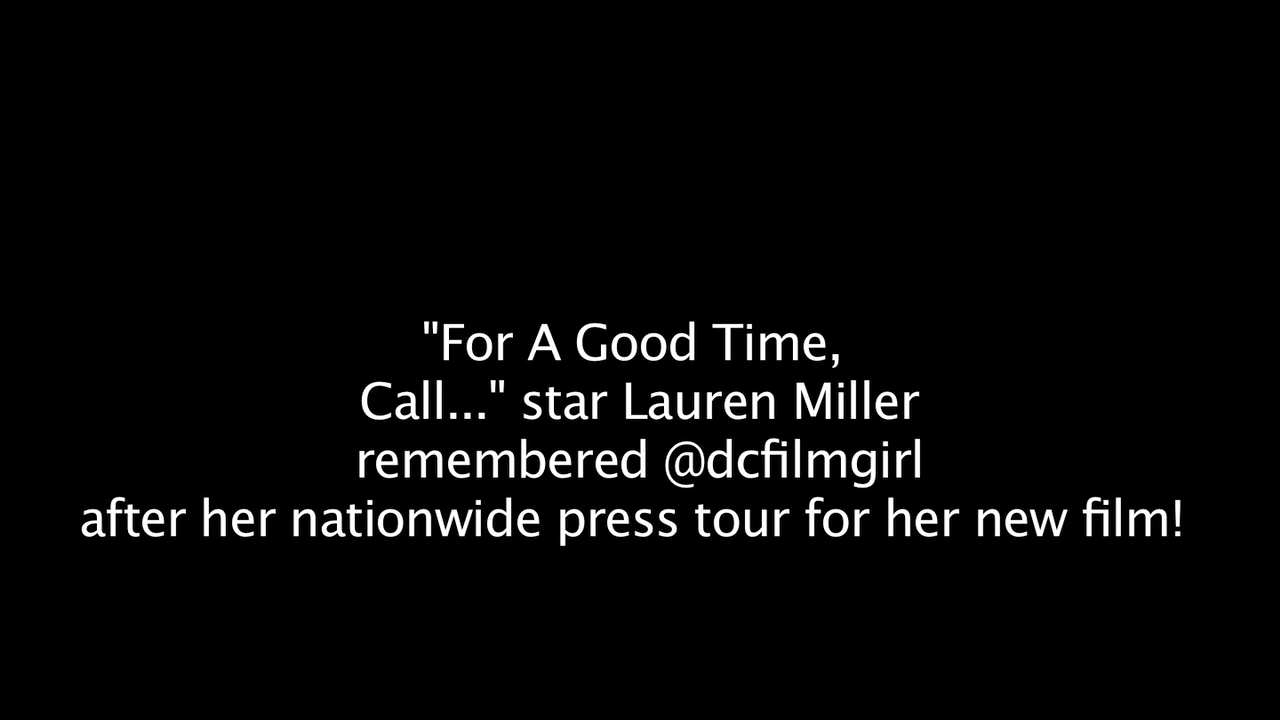 "For A Good Time,
Call..." star Lauren Miller
remembered @dcfilmgirl
after her nationwide press tour for her new film!